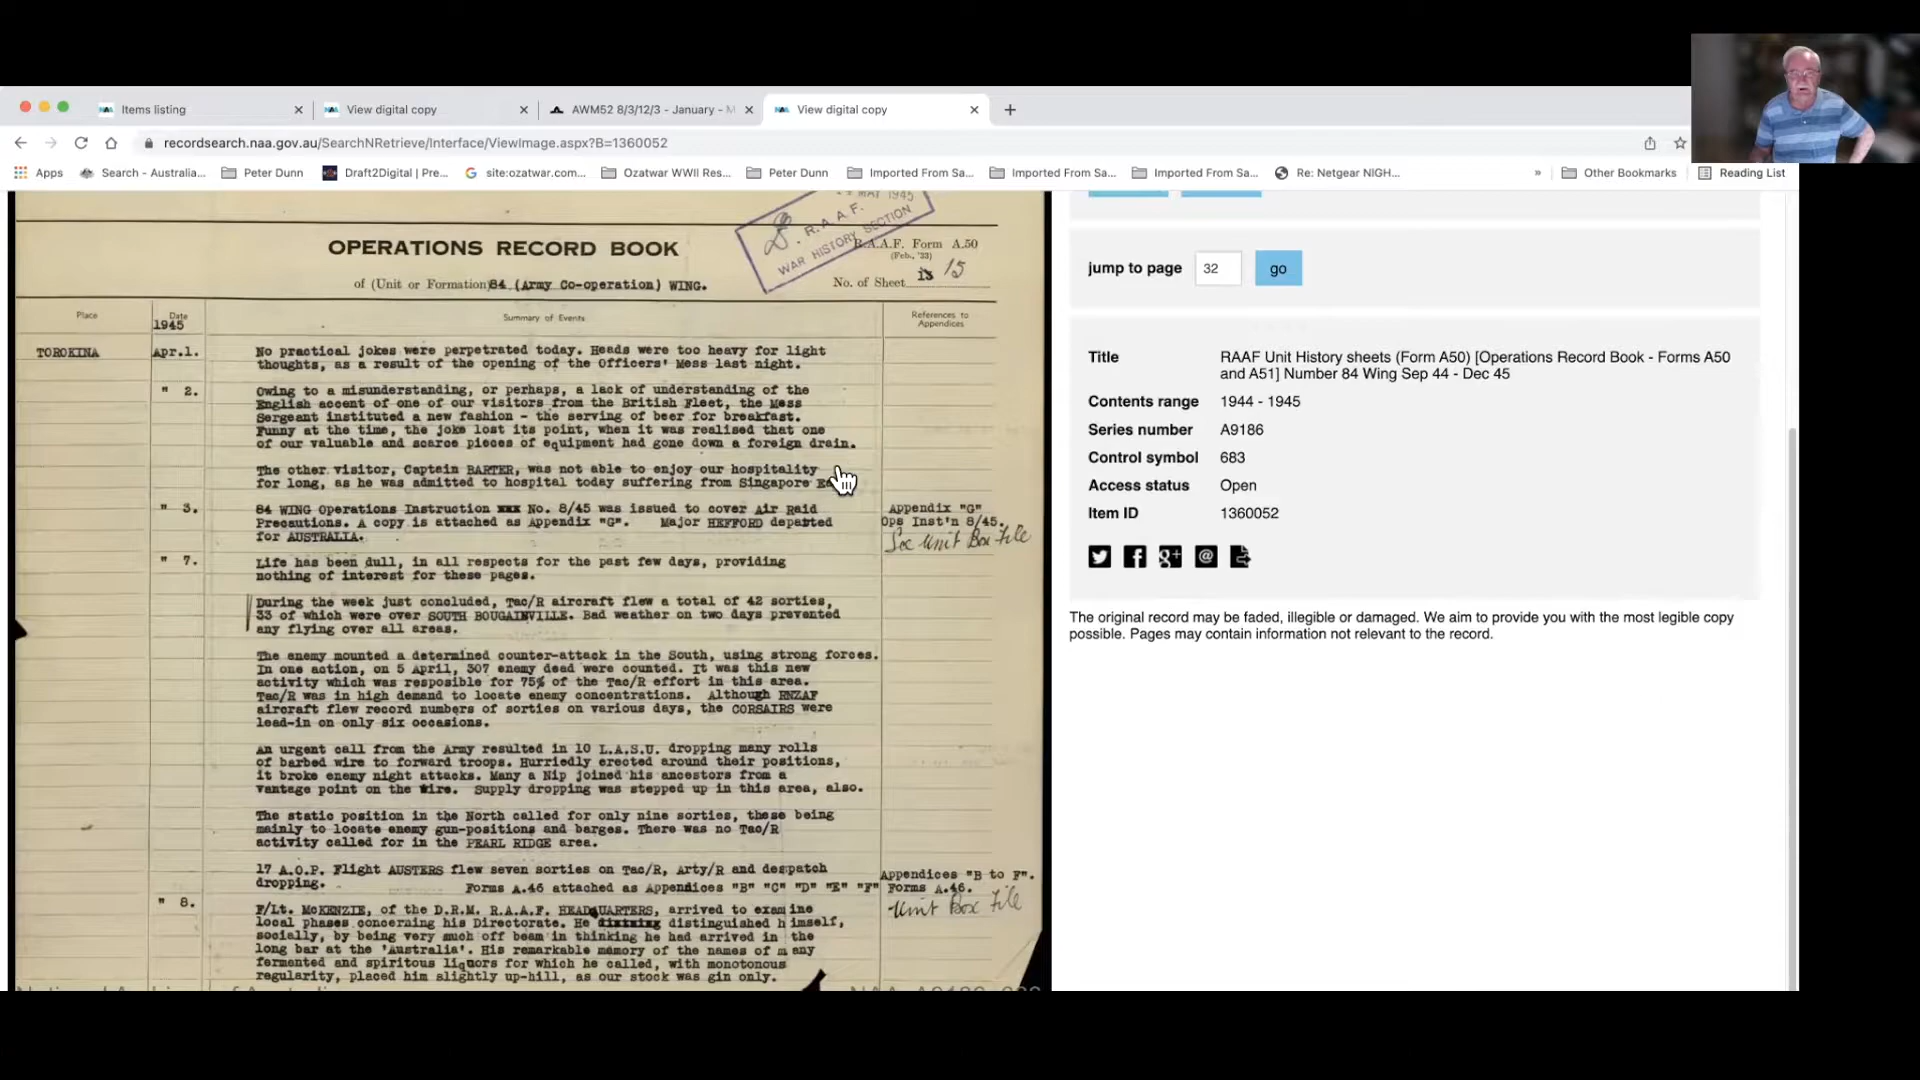 Items listing
View digital copy
AWM52 8/3/12/3 - January - M
View digital copy
recordsearch.naa.gov.au/SearchNRetrieve/Interface/ViewImage.aspx?B=1360052
Apps
Search - Australia...
Peter Dunn
Draft2Digital | Pre...
site:ozatwar.com...
Ozatwar WWII Res...
Peter Dunn
Imported From Sa...
Imported From Sa...
Imported From Sa...
Re: Netgear NIGH...
»
Other Bookmarks
Reading List
MAY 1945
R.A.A.F.
WAR HISTORY SECTION
OPERATIONS RECORD BOOK
R.A.A.F. Form A.50
(Feb., '33)
of (Unit or Formation) 84 (Army Co-operation) WING.
No. of Sheet 15
Place
Date
1945
Summary of Events
References to
Appendices
TOROKINA
Apr.1.
No practical jokes were perpetrated today. Heads were too heavy for light
thoughts, as a result of the opening of the Officers' Mess last night.
" 2.
Owing to a misunderstanding, or perhaps, a lack of understanding of the
English accent of one of our visitors from the British Fleet, the Mess
Sergeant instituted a new fashion - the serving of beer for breakfast.
Funny at the time, the joke lost its point, when it was realised that one
of our valuable and scarce pieces of equipment had gone down a foreign drain.
The other visitor, Captain BARTER, was not able to enjoy our hospitality
for long, as he was admitted to hospital today suffering from Singapore
" 3.
84 WING Operations Instruction xxx No. 8/45 was issued to cover Air Raid
Precautions. A copy is attached as Appendix "G". Major HEFFORD departed
for AUSTRALIA.
Appendix "G"
Ops Inst'n 8/45.
See Unit Box File
" 7.
Life has been dull, in all respects for the past few days, providing
nothing of interest for these pages.
During the week just concluded, Tac/R aircraft flew a total of 42 sorties,
33 of which were over SOUTH BOUGAINVILLE. Bad weather on two days prevented
any flying over all areas.
The enemy mounted a determined counter-attack in the South, using strong forces.
In one action, on 5 April, 307 enemy dead were counted. It was this new
activity which was resposible for 75% of the Tac/R effort in this area.
Tac/R was in high demand to locate enemy concentrations. Although RNZAF
aircraft flew record numbers of sorties on various days, the CORSAIRS were
lead-in on only six occasions.
An urgent call from the Army resulted in 10 L.A.S.U. dropping many rolls
of barbed wire to forward troops. Hurriedly erected around their positions,
it broke enemy night attacks. Many a Nip joined his ancestors from a
vantage point on the wire. Supply dropping was stepped up in this area, also.
The static position in the North called for only nine sorties, these being
mainly to locate enemy gun-positions and barges. There was no Tac/R
activity called for in the PEARL RIDGE area.
17 A.O.P. Flight AUSTERS flew seven sorties on Tac/R, Arty/R and despatch
dropping. Forms A.46 attached as Appendices "B" "C" "D" "E" "F"
Appendices "B to F".
Forms A.46.
Unit Box File
" 8.
F/Lt. McKENZIE, of the D.R.M. R.A.A.F. HEADQUARTERS, arrived to examine
local phases concerning his Directorate. He distinguished himself,
socially, by being very much off beam in thinking he had arrived in the
long bar at the 'Australia'. His remarkable memory of the names of many
fermented and spiritous liquors for which he called, with monotonous
regularity, placed him slightly up-hill, as our stock was gin only.
jump to page
32
go
Title
RAAF Unit History sheets (Form A50) [Operations Record Book - Forms A50
and A51] Number 84 Wing Sep 44 - Dec 45
Contents range
1944 - 1945
Series number
A9186
Control symbol
683
Access status
Open
Item ID
1360052
The original record may be faded, illegible or damaged. We aim to provide you with the most legible copy
possible. Pages may contain information not relevant to the record.